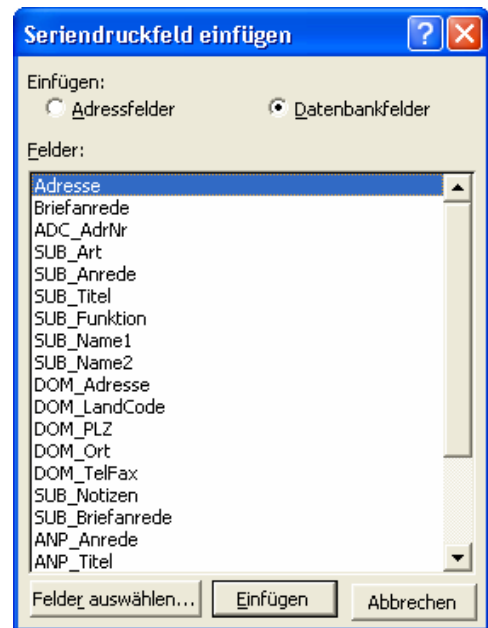 Seriendruckfeld einfügen
Einfügen:
Adressfelder Datenbankfelder
Felder:
Adresse
Briefanrede
ADC_AdrNr
SUB_Art
SUB_Anrede
SUB_Titel
SUB_Funktion
SUB_Name1
SUB_Name2
DOM_Adresse
DOM_LandCode
DOM_PLZ
DOM_Ort
DOM_TelFax
SUB_Notizen
SUB_Briefanrede
ANP_Anrede
ANP_Titel
Felder auswählen... Einfügen Abbrechen